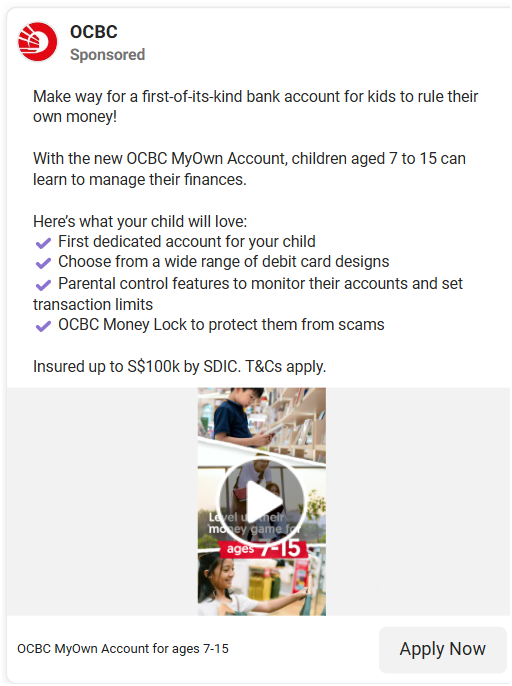 OCBC
Sponsored
Make way for a first-of-its-kind bank account for kids to rule their
own money!
With the new OCBC MyOwn Account, children aged 7 to 15 can
learn to manage their finances.
Here’s what your child will love:
✔ First dedicated account for your child
✔ Choose from a wide range of debit card designs
✔ Parental control features to monitor their accounts and set
transaction limits
✔ OCBC Money Lock to protect them from scams
Insured up to S$100k by SDIC. T&Cs apply.
Level up their
money game for
ages 7-15
OCBC MyOwn Account for ages 7-15
Apply Now